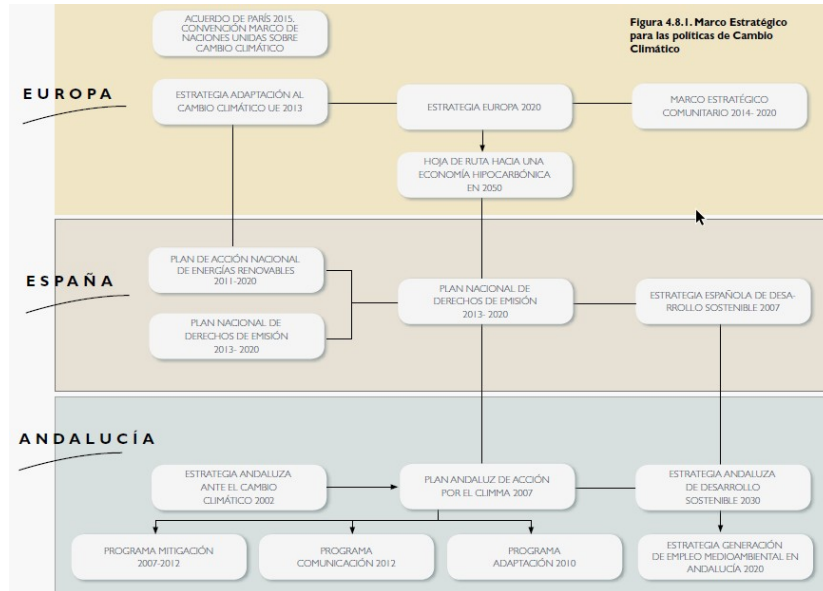 ACUERDO DE PARÍS 2015.
CONVENCIÓN MARCO DE
NACIONES UNIDAS SOBRE
CAMBIO CLIMÁTICO
Figura 4.8.1. Marco Estratégico
para las políticas de Cambio
Climático
EUROPA
ESTRATEGIA ADAPTACIÓN AL
CAMBIO CLIMÁTICO UE 2013
ESTRATEGIA EUROPA 2020
MARCO ESTRATÉGICO
COMUNITARIO 2014- 2020
HOJA DE RUTA HACIA UNA
ECONOMÍA HIPOCARBÓNICA
EN 2050
ESPAÑA
PLAN DE ACCIÓN NACIONAL
DE ENERGÍAS RENOVABLES
2011-2020
PLAN NACIONAL DE
DERECHOS DE EMISIÓN
2013- 2020
PLAN NACIONAL DE
DERECHOS DE EMISIÓN
2013- 2020
ESTRATEGIA ESPAÑOLA DE DESA-
RROLLO SOSTENIBLE 2007
ANDALUCÍA
ESTRATEGIA ANDALUZA
ANTE EL CAMBIO
CLIMÁTICO 2002
PLAN ANDALUZ DE ACCIÓN
POR EL CLIMMA 2007
ESTRATEGIA ANDALUZA
DE DESARROLLO
SOSTENIBLE 2030
PROGRAMA MITIGACIÓN
2007-2012
PROGRAMA
COMUNICACIÓN 2012
PROGRAMA
ADAPTACIÓN 2010
ESTRATEGIA GENERACIÓN
DE EMPLEO MEDIOAMBIENTAL EN
ANDALUCÍA 2020